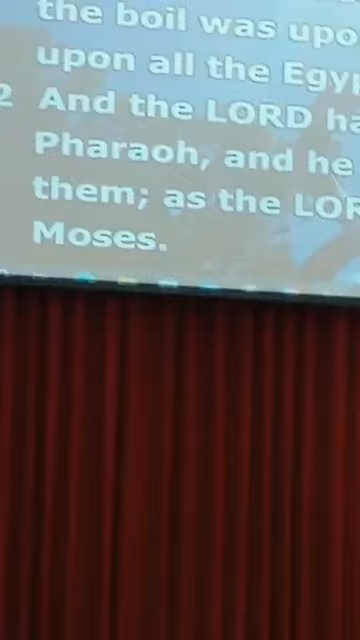 the boil was upo
upon all the Egyp
2 And the LORD ha
Pharaoh, and he
them; as the LOR
Moses.